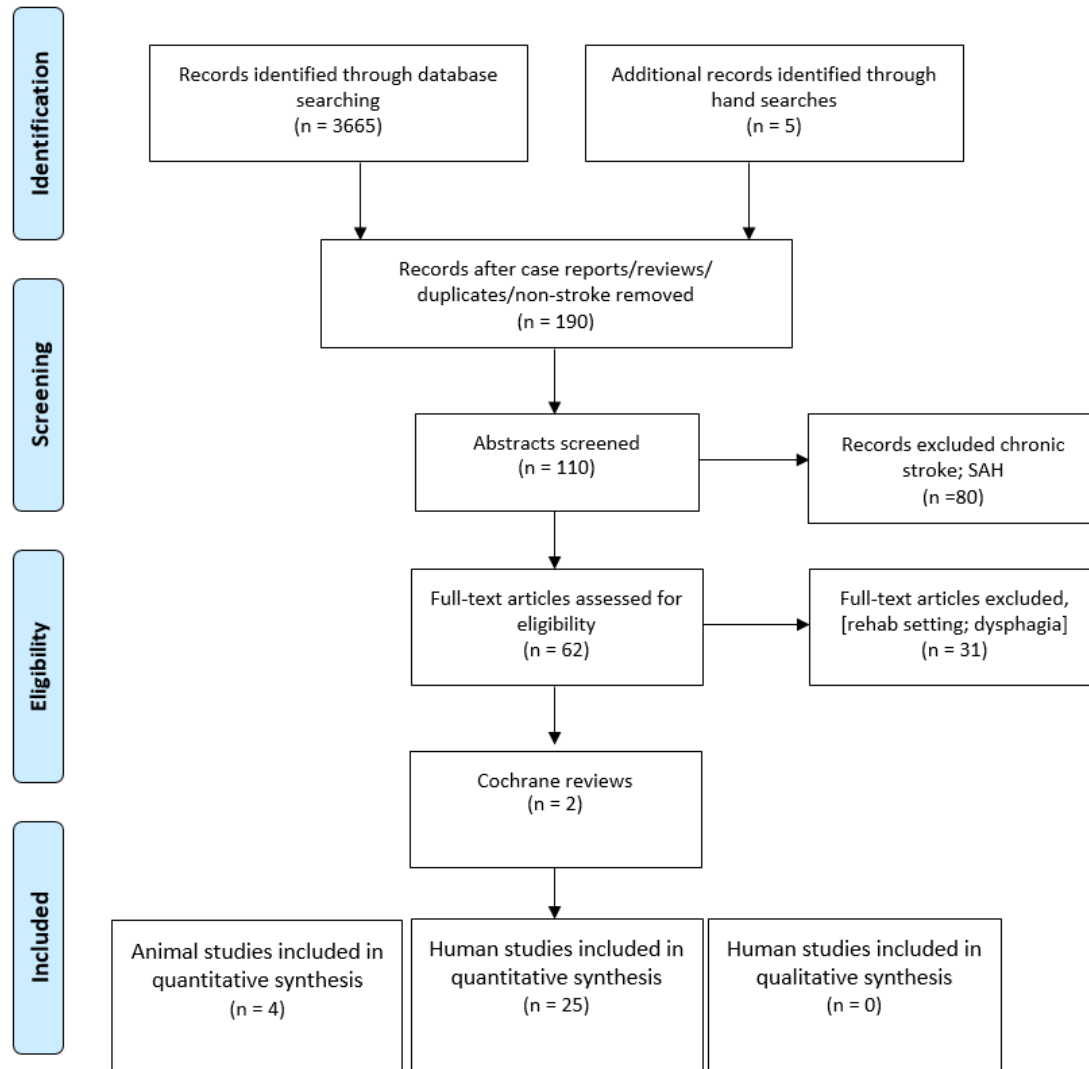 Identification
Records identified through database
searching
(n = 3665)
Additional records identified through
hand searches
(n = 5)
Records after case reports/reviews/
duplicates/non-stroke removed
(n = 190)
Screening
Abstracts screened
(n = 110)
Records excluded chronic
stroke; SAH
(n =80)
Eligibility
Full-text articles assessed for
eligibility
(n = 62)
Full-text articles excluded,
[rehab setting; dysphagia]
(n = 31)
Cochrane reviews
(n = 2)
Included
Animal studies included in
quantitative synthesis
(n = 4)
Human studies included in
quantitative synthesis
(n = 25)
Human studies included in
qualitative synthesis
(n = 0)